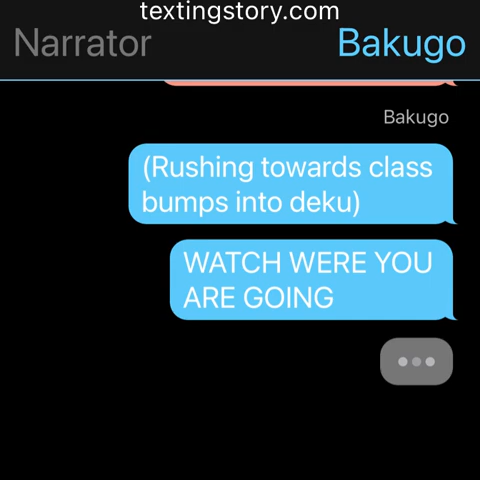 textingstory.com
Narrator
Bakugo
Bakugo
(Rushing towards class
bumps into deku)
WATCH WERE YOU
ARE GOING